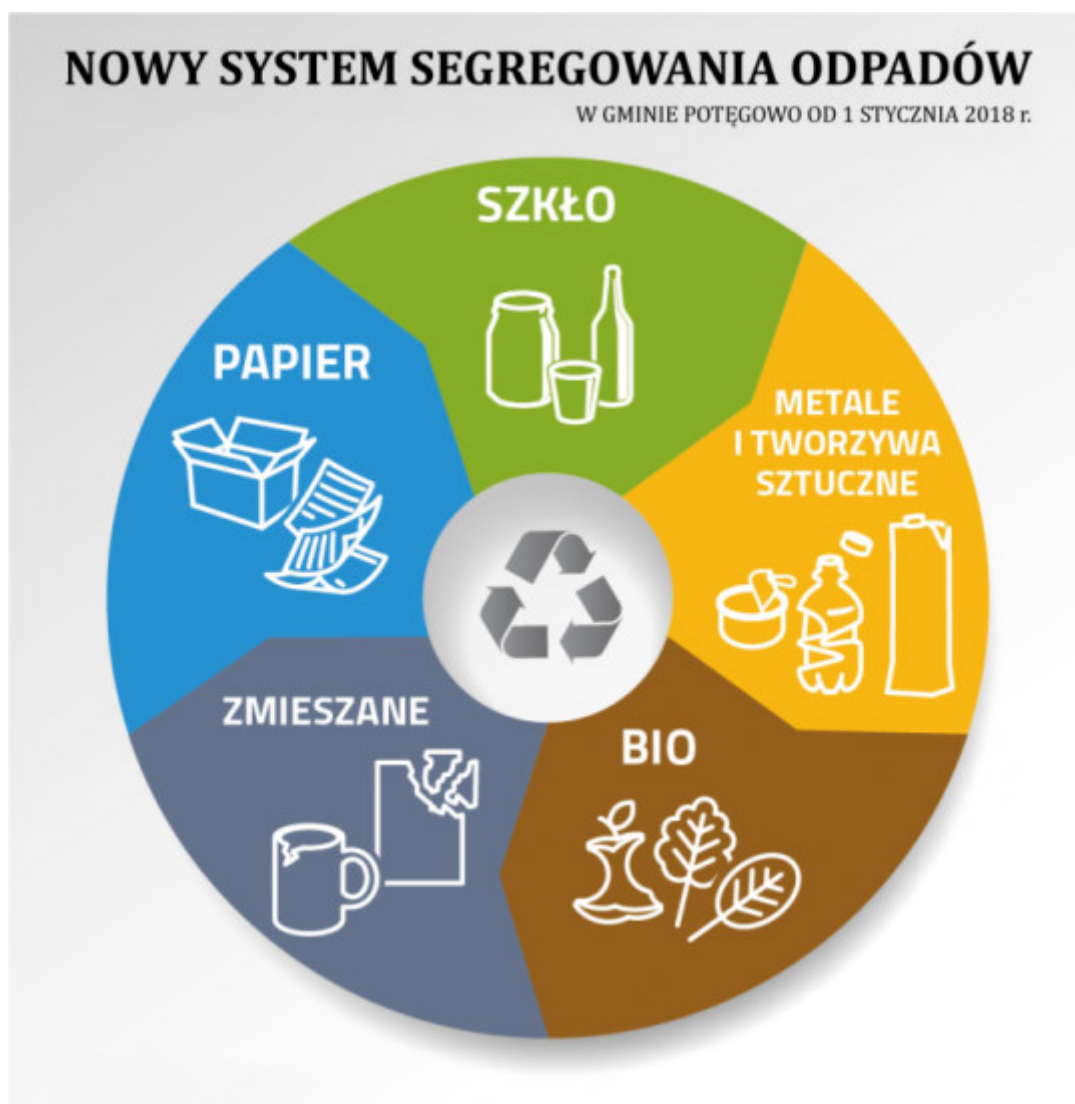 NOWY SYSTEM SEGREGOWANIA ODPADÓW
W GMINIE POTĘGOWO OD 1 STYCZNIA 2018 r.
SZKŁO
PAPIER
METALE
I TWORZYWA
SZTUCZNE
ZMIESZANE
BIO